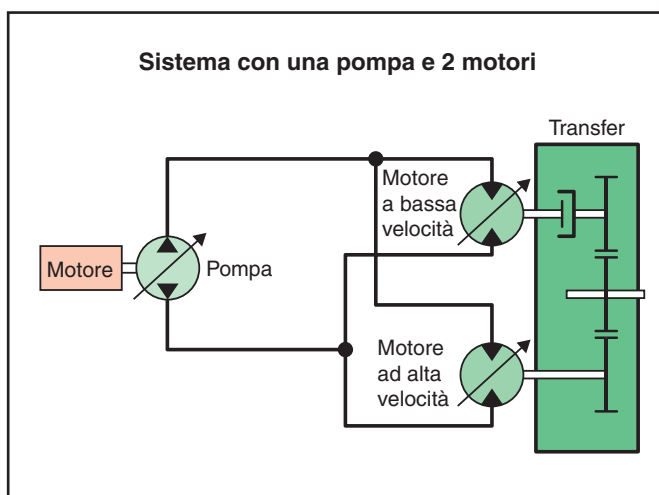 Sistema con una pompa e 2 motori
Transfer
Motore
a bassa
velocità
Motore
Pompa
Motore
ad alta
velocità